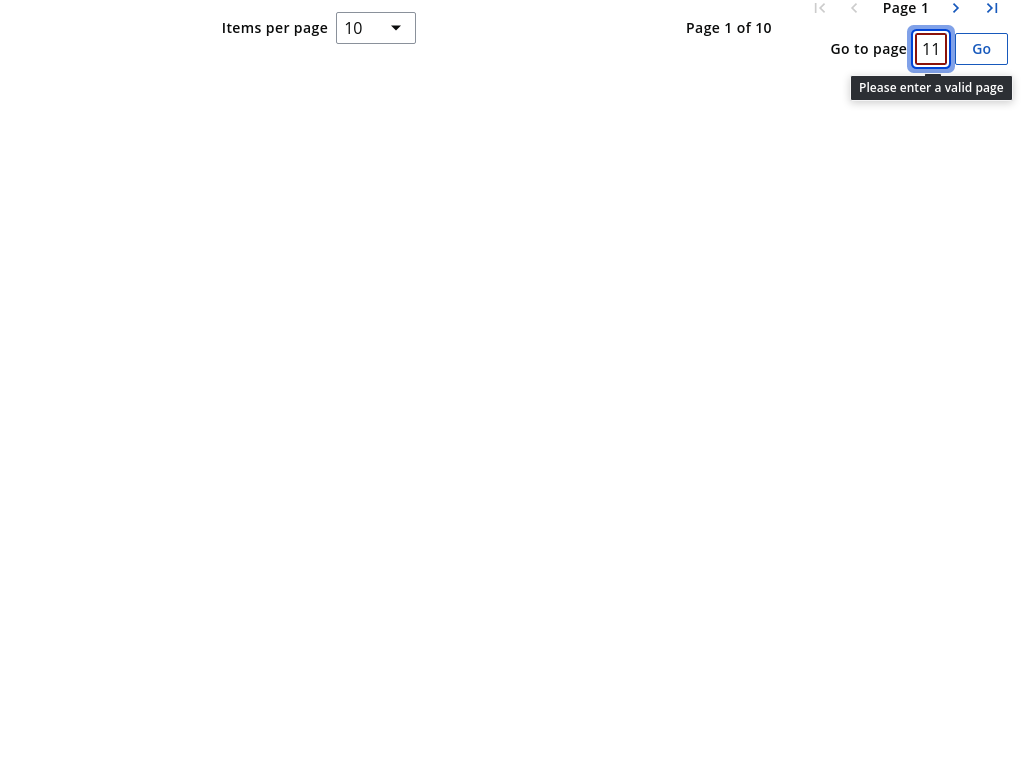 Page 1
Items per page 10
Page 1 of 10
Go to page 11 Go
Please enter a valid page